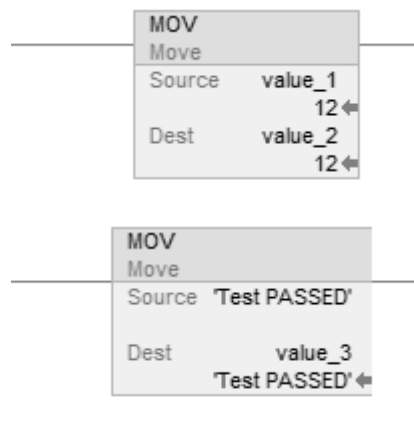 MOV
Move
Source value_1
12
Dest value_2
12
MOV
Move
Source 'Test PASSED'
Dest value_3
'Test PASSED'